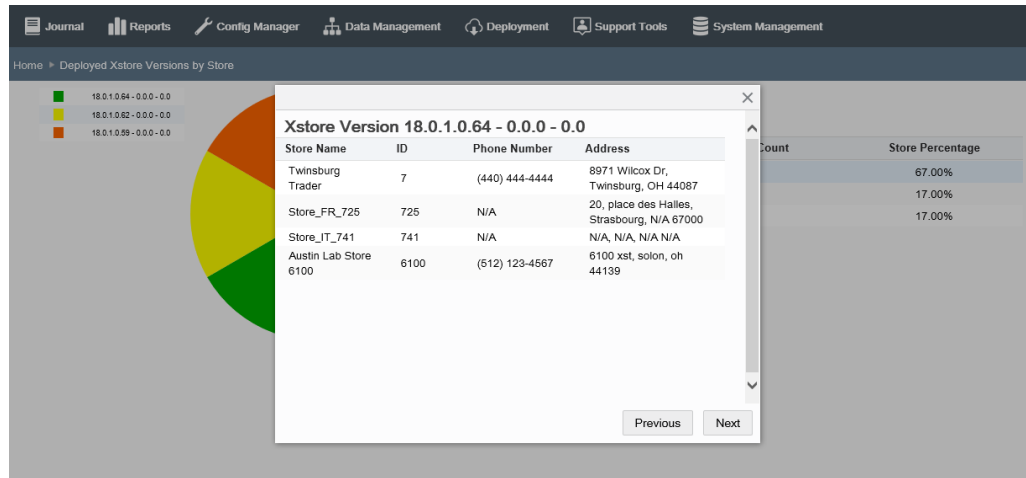 Journal Reports Config Manager Data Management Deployment Support Tools System Management
Home Deployed Xstore Versions by Store
18.0.1.0.64 - 0.0.0 - 0.0
18.0.1.0.62 - 0.0.0 - 0.0
18.0.1.0.59 - 0.0.0 - 0.0
Xstore Version 18.0.1.0.64 - 0.0.0 - 0.0
Store Name ID Phone Number Address
Twinsburg Trader 7 (440) 444-4444 8971 Wilcox Dr,
Twinsburg, OH 44087
Store_FR_725 725 N/A 20, place des Halles,
Strasbourg, N/A 67000
Store_IT_741 741 N/A N/A, N/A, N/A N/A
Austin Lab Store 6100 6100 (512) 123-4567 6100 xst, solon, oh
44139
Previous Next
Count Store Percentage
67.00%
17.00%
17.00%